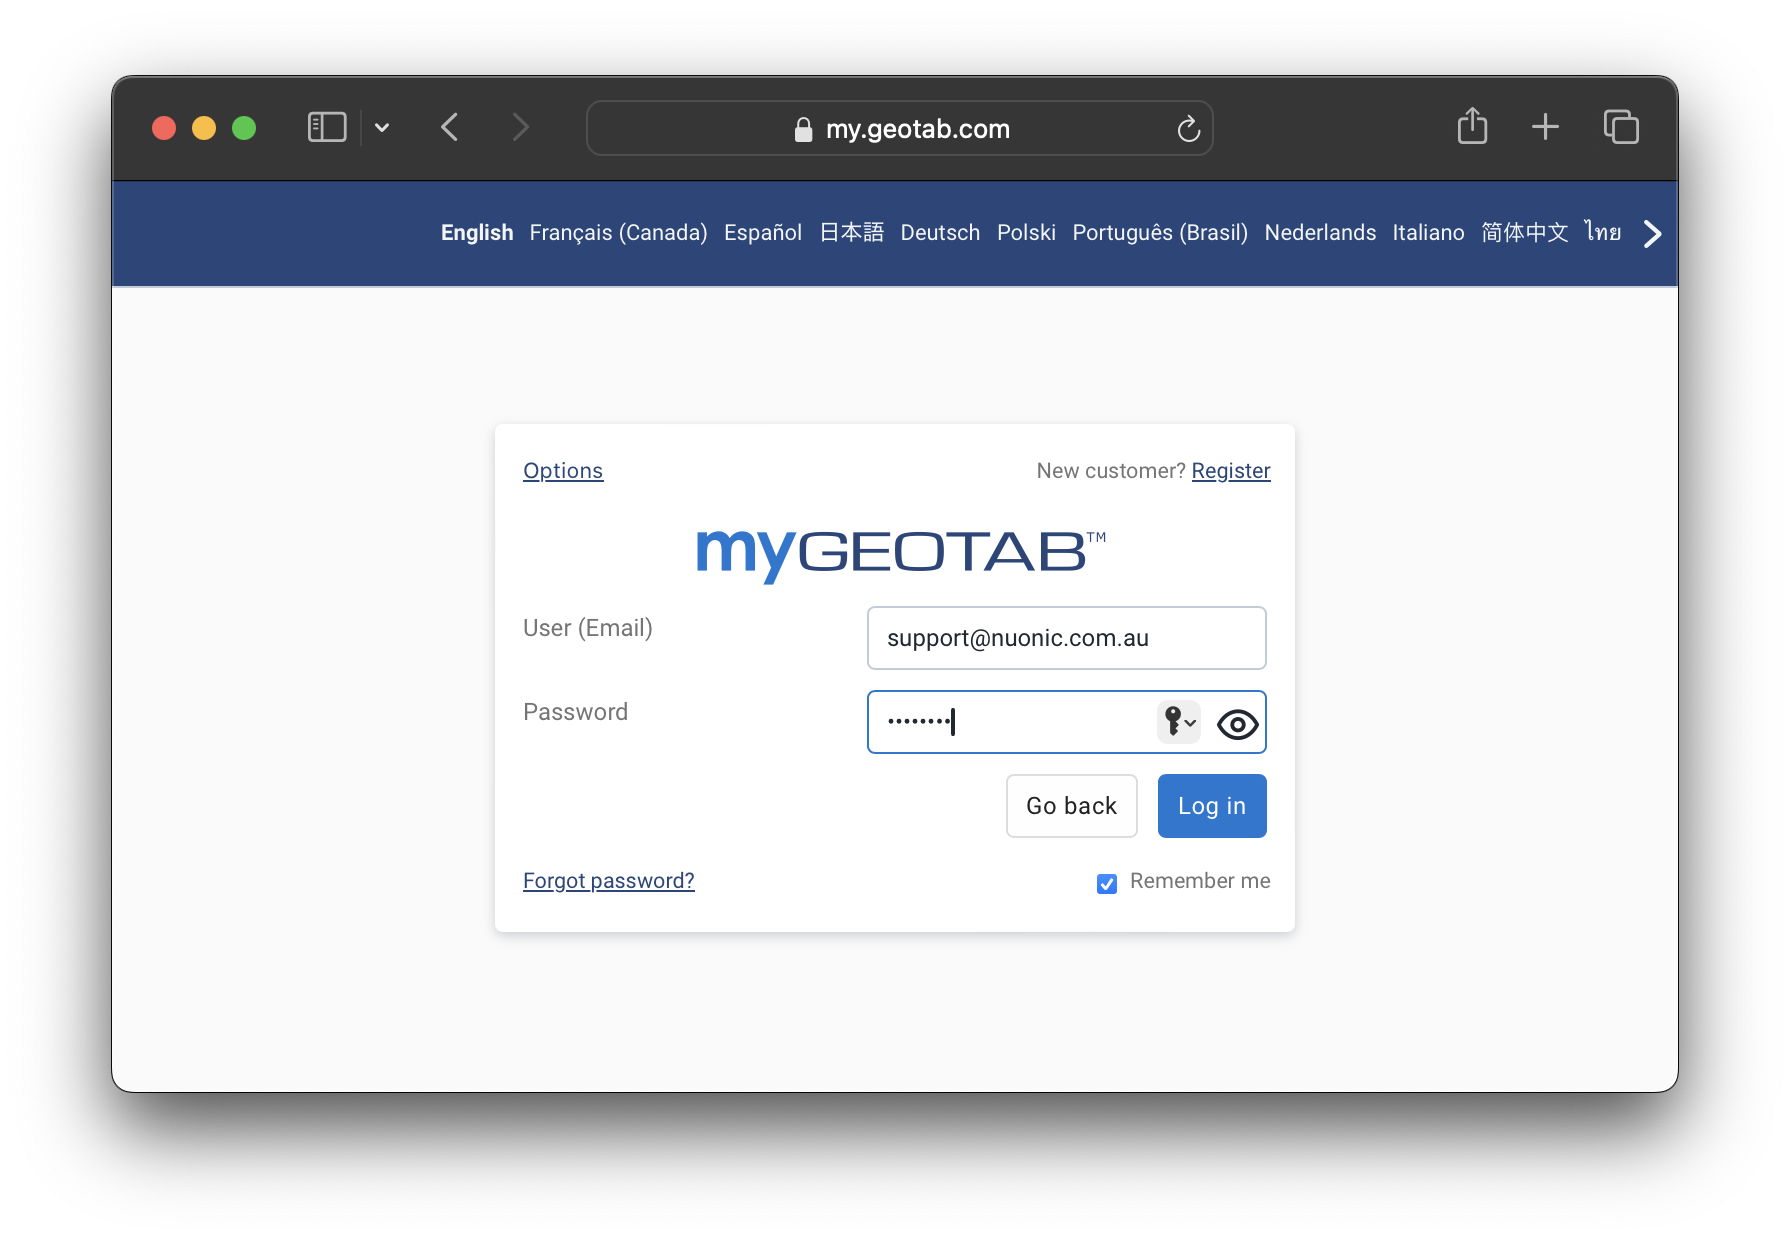 my.geotab.com
English Français (Canada) Español 日本語 Deutsch Polski Português (Brasil) Nederlands Italiano 简体中文 ไทย
Options
New customer? Register
myGEOTAB™
User (Email)
support@nuonic.com.au
Password
••••••••
Go back
Log in
Forgot password?
Remember me